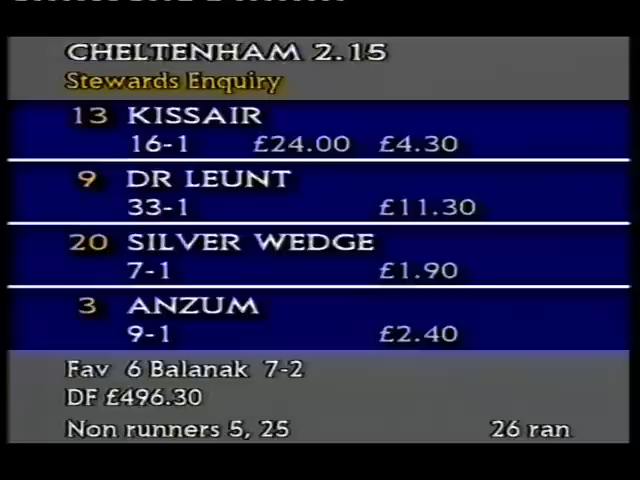 CHELTENHAM 2.15
Stewards Enquiry
13 KISSAIR
16-1 £24.00 £4.30
9 DR LEUNT
33-1 £11.30
20 SILVER WEDGE
7-1 £1.90
3 ANZUM
9-1 £2.40
Fav 6 Balanak 7-2
DF £496.30
Non runners 5, 25 26 ran